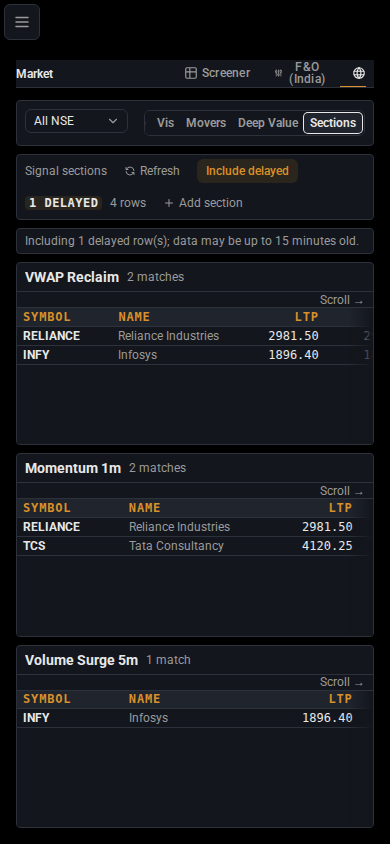 Market
Screener
F&O
(India)
All NSE
Vis
Movers
Deep Value
Sections
Signal sections
Refresh
Include delayed
1 DELAYED
4 rows
Add section
Including 1 delayed row(s); data may be up to 15 minutes old.
VWAP Reclaim 2 matches
Scroll →
SYMBOL NAME LTP
RELIANCE Reliance Industries 2981.50 2
INFY Infosys 1896.40 1
Momentum 1m 2 matches
Scroll →
SYMBOL NAME LTP
RELIANCE Reliance Industries 2981.50
TCS Tata Consultancy 4120.25
Volume Surge 5m 1 match
Scroll →
SYMBOL NAME LTP
INFY Infosys 1896.40